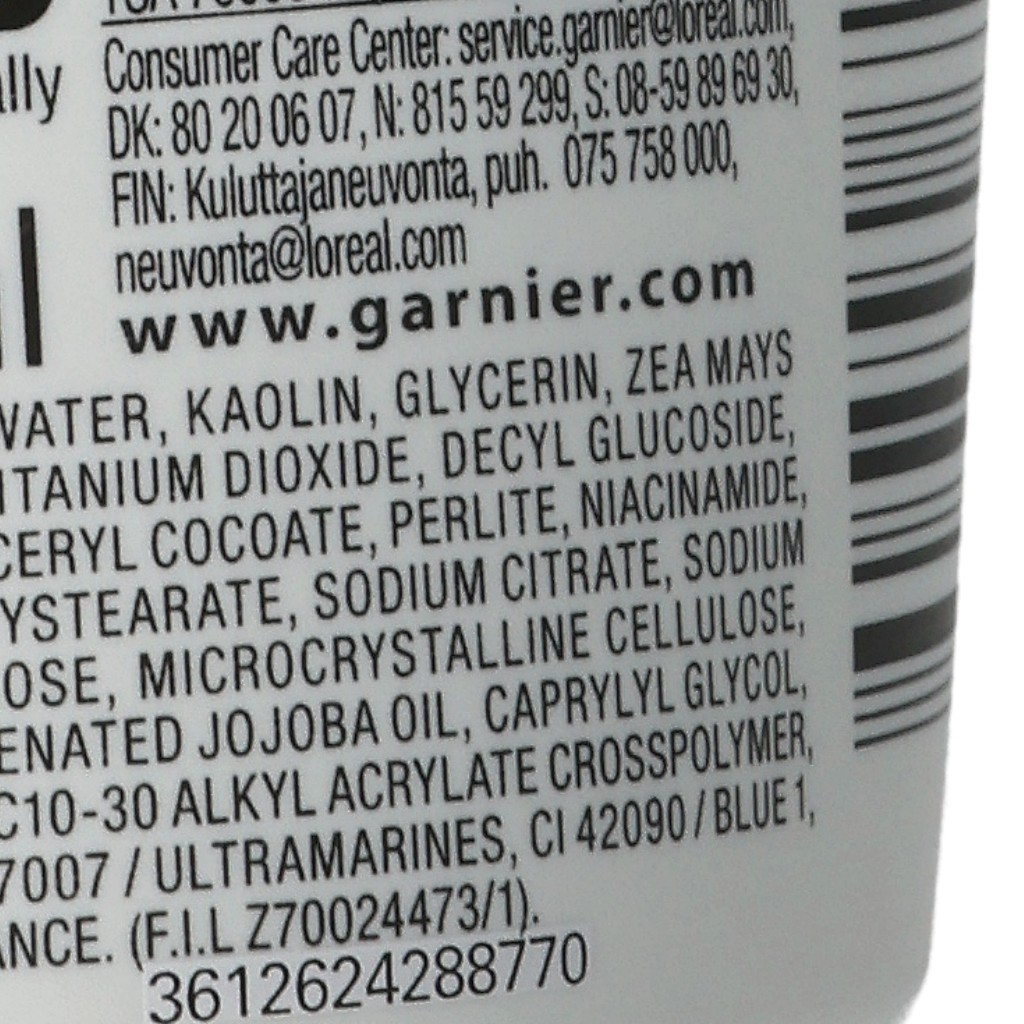 Consumer Care Center: service.garnier@loreal.com,
DK: 80 20 06 07, N: 815 59 299, S: 08-59 89 69 30,
FIN: Kuluttajaneuvonta, puh. 075 758 000,
neuvonta@loreal.com
www.garnier.com
WATER, KAOLIN, GLYCERIN, ZEA MAYS
TITANIUM DIOXIDE, DECYL GLUCOSIDE,
CERYL COCOATE, PERLITE, NIACINAMIDE,
YSTEARATE, SODIUM CITRATE, SODIUM
OSE, MICROCRYSTALLINE CELLULOSE,
ENATED JOJOBA OIL, CAPRYLYL GLYCOL,
C10-30 ALKYL ACRYLATE CROSSPOLYMER,
7007 / ULTRAMARINES, CI 42090 / BLUE 1,
ANCE. (F.I.L Z70024473/1).
3612624288770